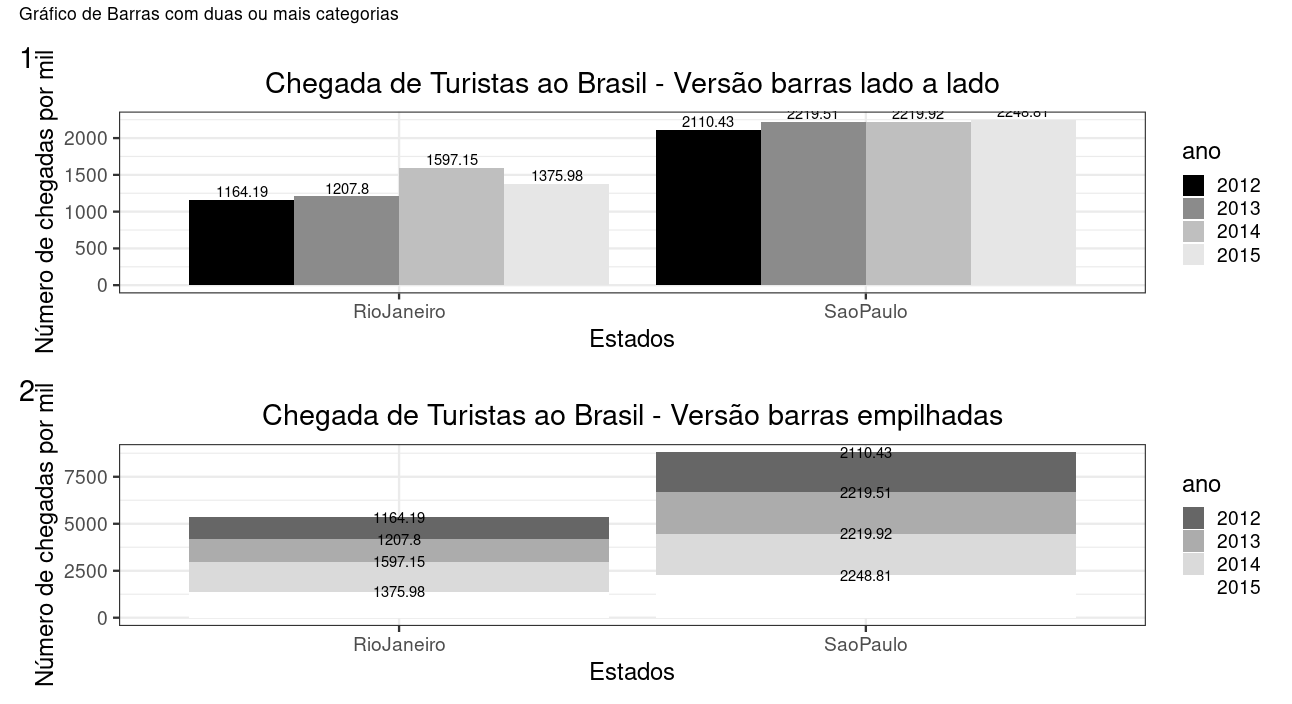 Gráfico de Barras com duas ou mais categorias
1
Chegada de Turistas ao Brasil - Versão barras lado a lado
Número de chegadas por mil
2000
1500
1000
500
0
1164.19
1207.8
1597.15
1375.98
2110.43
2219.51
2219.92
2248.81
RioJaneiro
SaoPaulo
Estados
ano
2012
2013
2014
2015
2
Chegada de Turistas ao Brasil - Versão barras empilhadas
Número de chegadas por mil
7500
5000
2500
0
1164.19
1207.8
1597.15
1375.98
2110.43
2219.51
2219.92
2248.81
RioJaneiro
SaoPaulo
Estados
ano
2012
2013
2014
2015